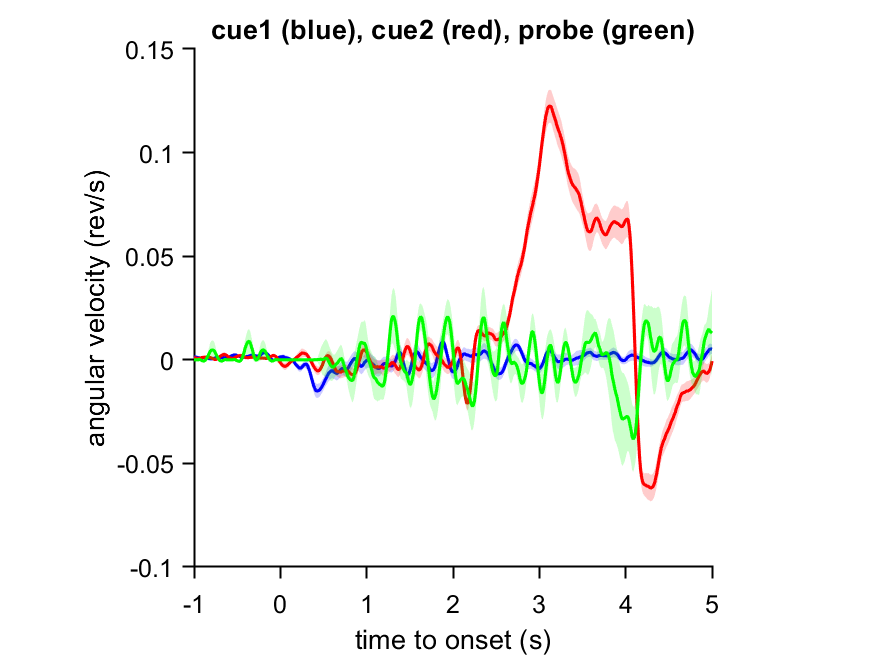 cue1 (blue), cue2 (red), probe (green)
0.15
0.1
0.05
0
-0.05
-0.1
angular velocity (rev/s)
-1 0 1 2 3 4 5
time to onset (s)